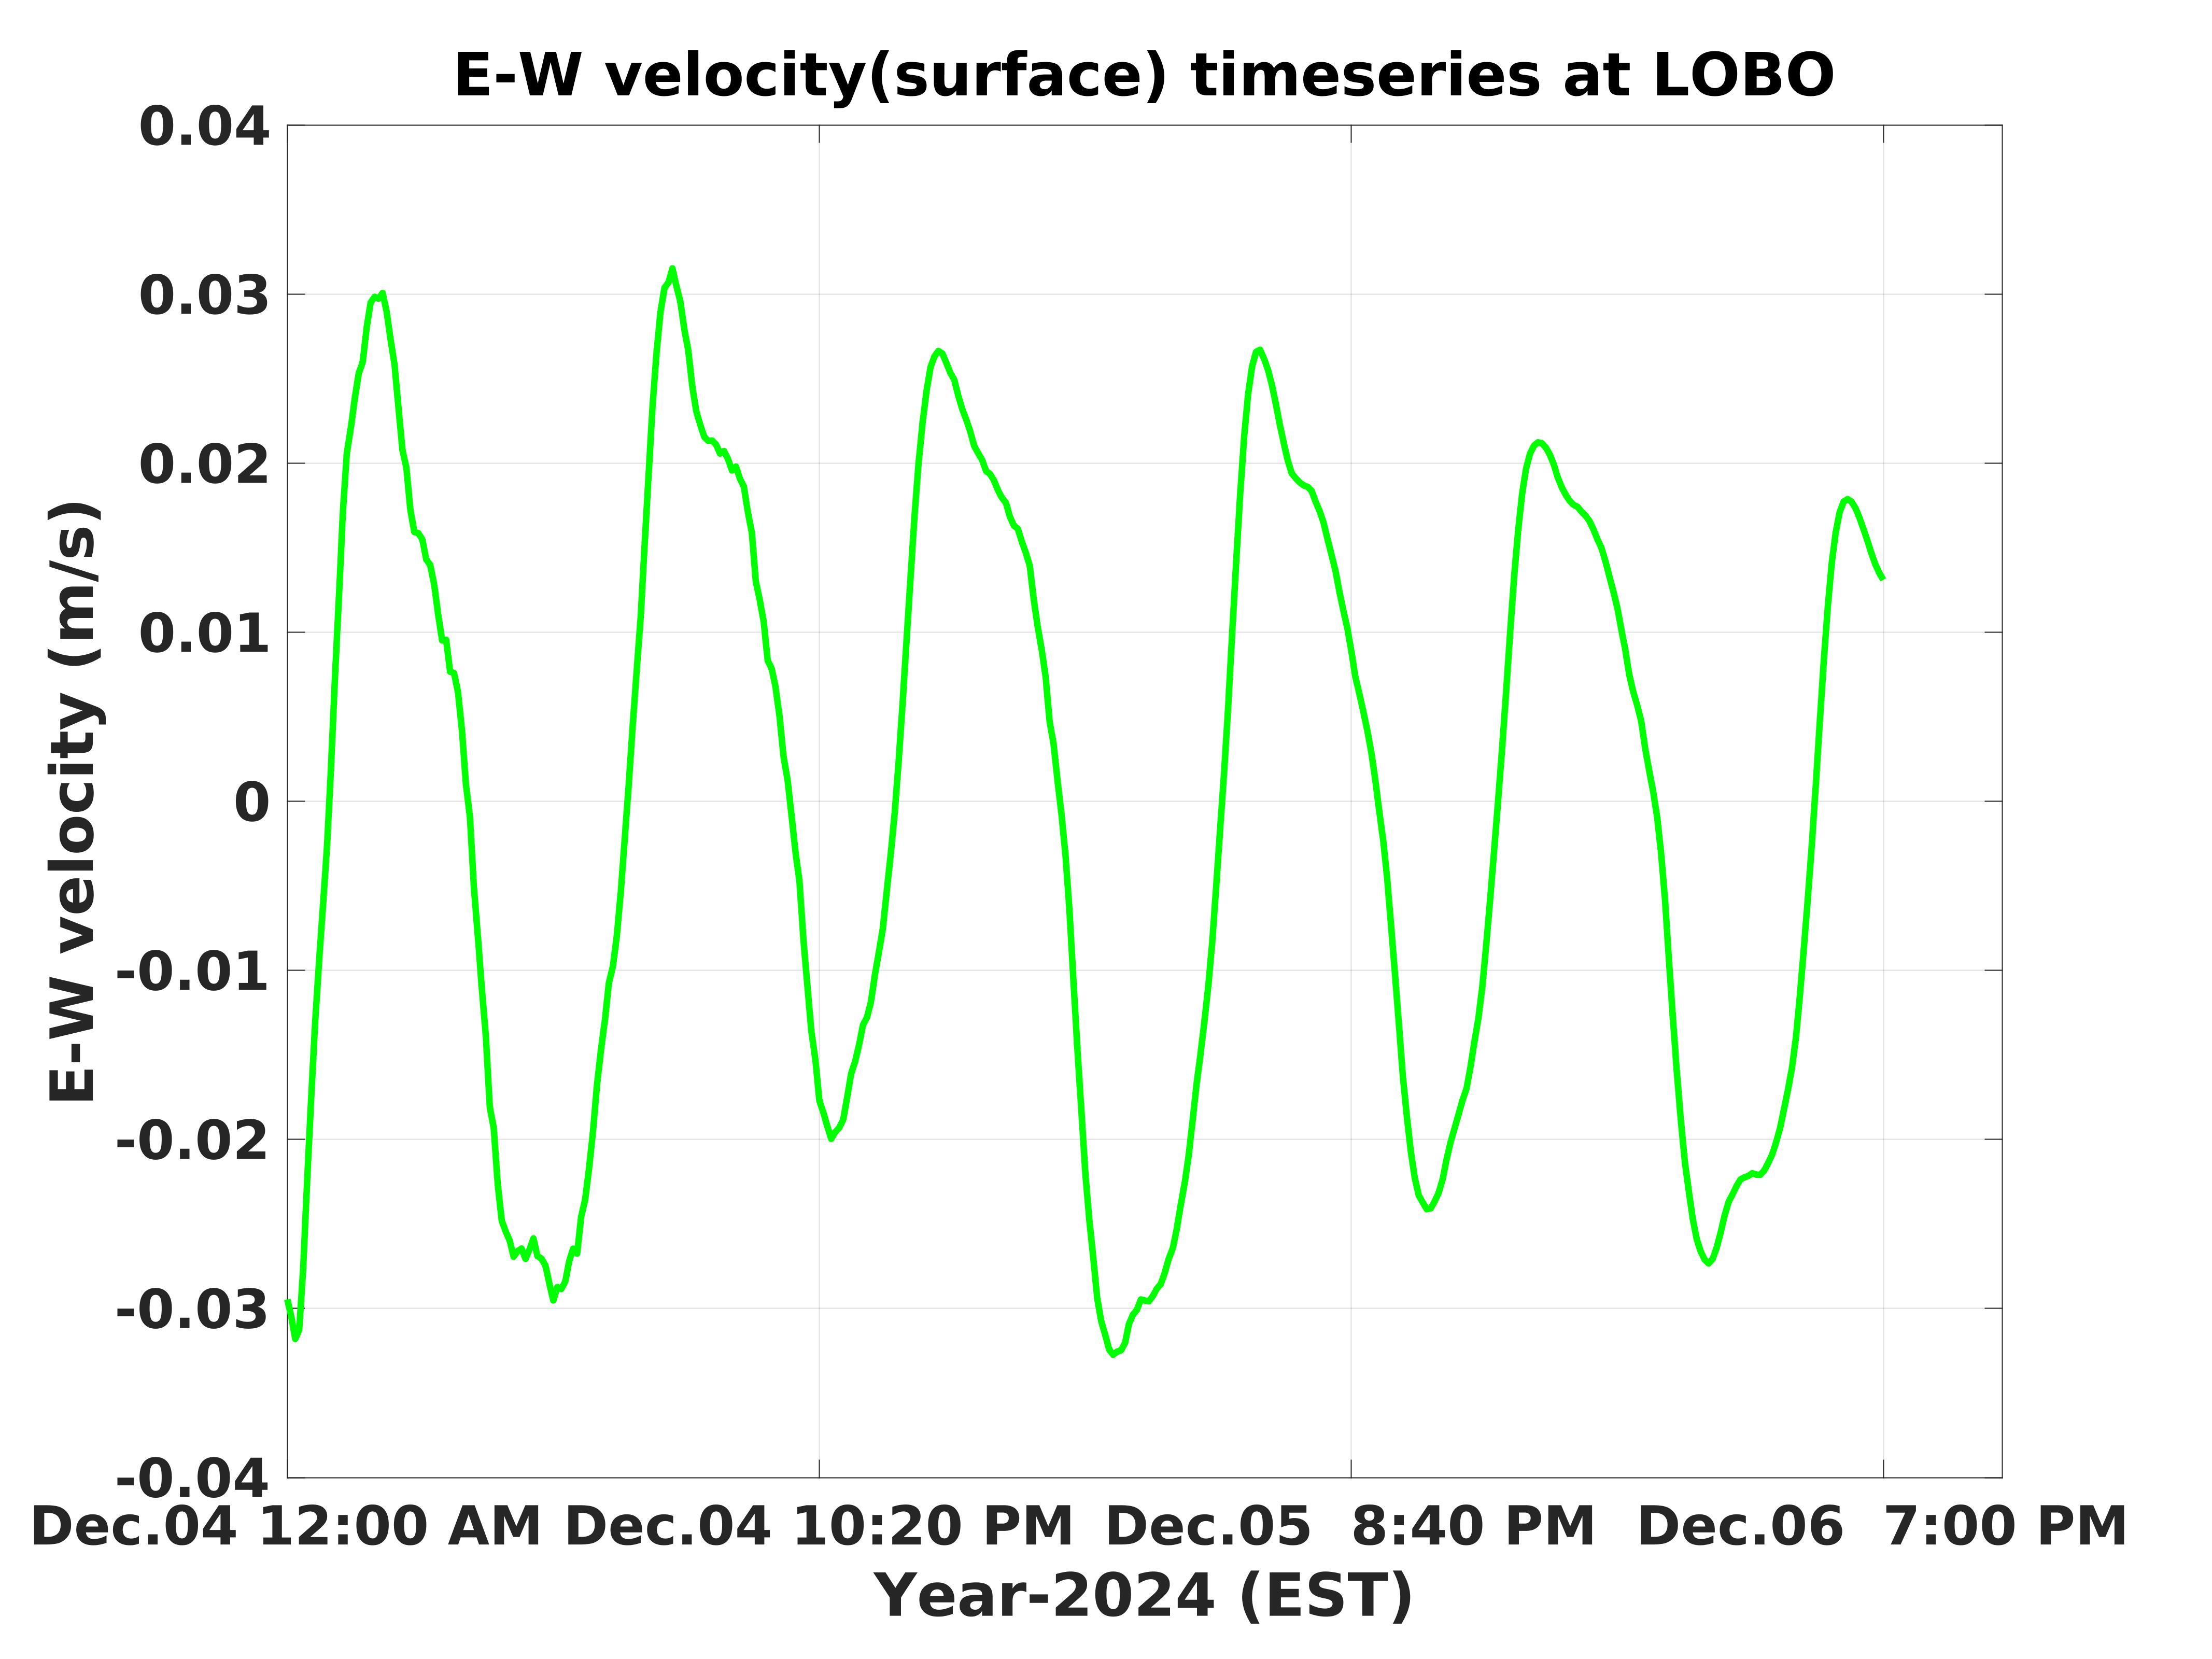 E-W velocity(surface) timeseries at LOBO
E-W velocity (m/s)
0.04
0.03
0.02
0.01
0
-0.01
-0.02
-0.03
-0.04
Dec.04 12:00 AM Dec.04 10:20 PM Dec.05 8:40 PM Dec.06 7:00 PM
Year-2024 (EST)